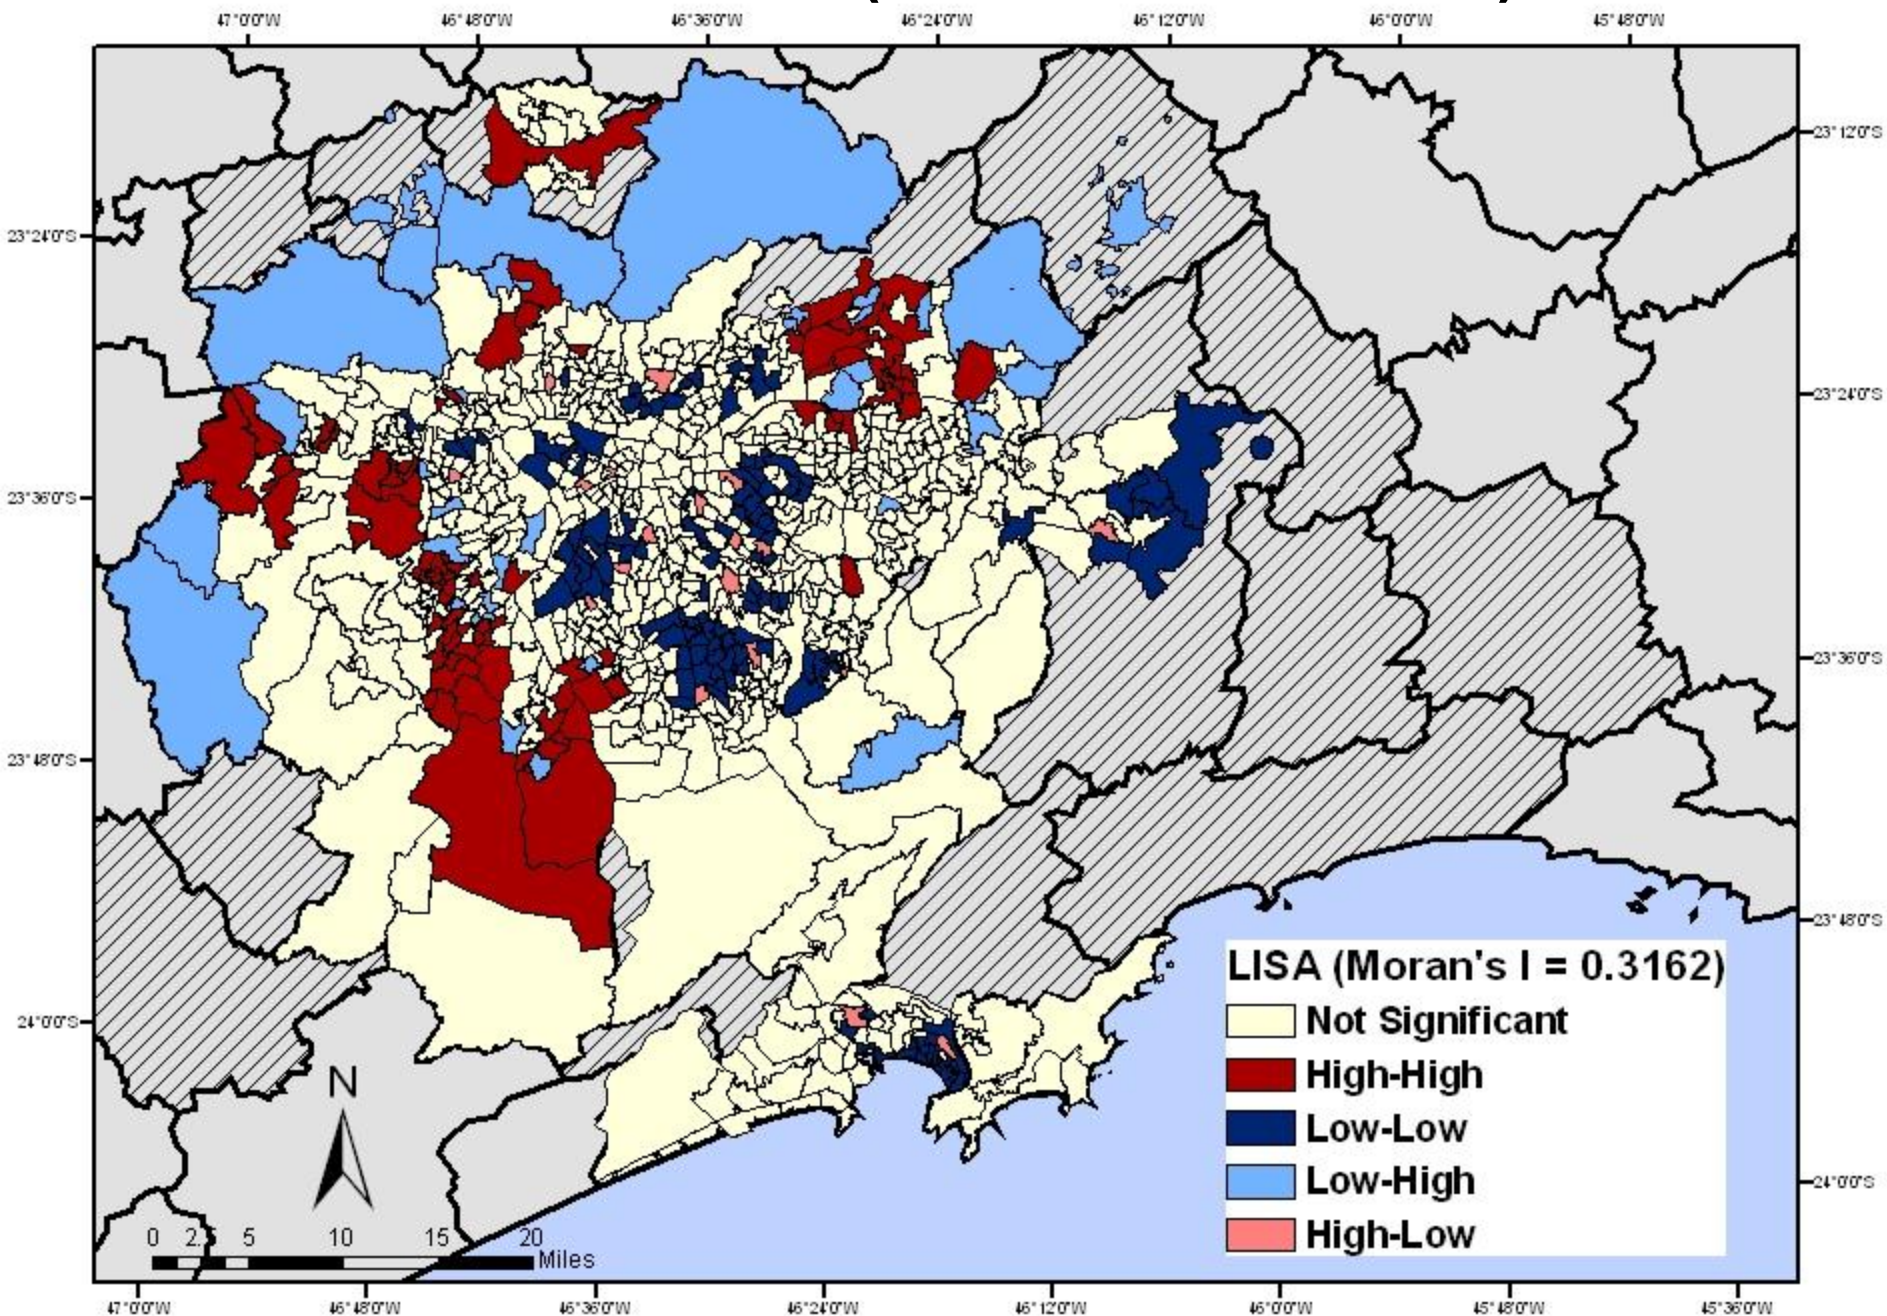 47°0'0"W 46°48'0"W 46°36'0"W 46°24'0"W 46°12'0"W 46°0'0"W 45°48'0"W
23°12'0"S
23°24'0"S
23°24'0"S
23°36'0"S
23°36'0"S
23°48'0"S
23°48'0"S
LISA (Moran's I = 0.3162)
Not Significant
High-High
Low-Low
Low-High
High-Low
24°0'0"S
24°0'0"S
N
0 2. 5 10 15 20
Miles
47°0'0"W 46°48'0"W 46°36'0"W 46°24'0"W 46°12'0"W 46°0'0"W 45°48'0"W 45°36'0"W